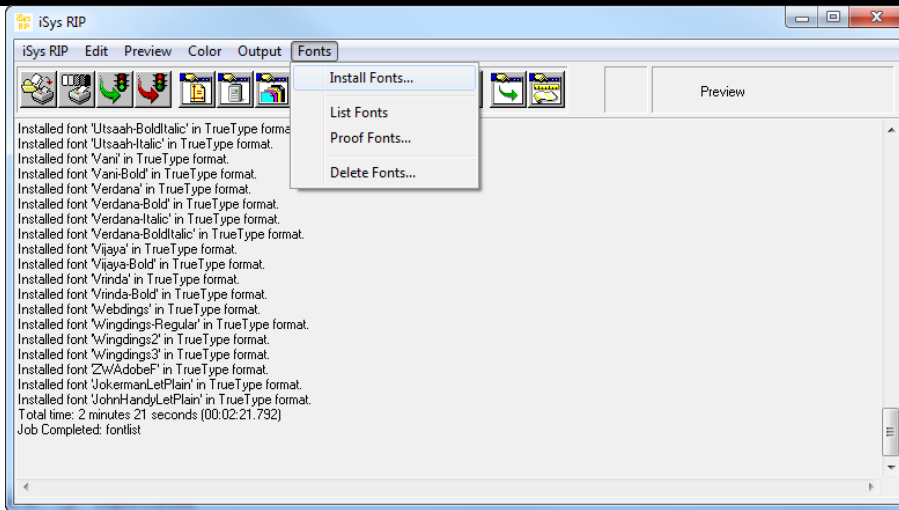 iSys RIP
iSys RIP Edit Preview Color Output Fonts
Install Fonts...
List Fonts
Proof Fonts...
Delete Fonts...
Preview
Installed font 'Utsaah-BoldItalic' in TrueType forma
Installed font 'Utsaah-Italic' in TrueType format.
Installed font 'Vani' in TrueType format.
Installed font 'Vani-Bold' in TrueType format.
Installed font 'Verdana' in TrueType format.
Installed font 'Verdana-Bold' in TrueType format.
Installed font 'Verdana-Italic' in TrueType format.
Installed font 'Verdana-BoldItalic' in TrueType format.
Installed font 'Vijaya' in TrueType format.
Installed font 'Vijaya-Bold' in TrueType format.
Installed font 'Vrinda' in TrueType format.
Installed font 'Vrinda-Bold' in TrueType format.
Installed font 'Webdings' in TrueType format.
Installed font 'Wingdings-Regular' in TrueType format.
Installed font 'Wingdings2' in TrueType format.
Installed font 'Wingdings3' in TrueType format.
Installed font 'ZWAdobeF' in TrueType format.
Installed font 'JokermanLetPlain' in TrueType format.
Installed font 'JohnHandyLetPlain' in TrueType format.
Total time: 2 minutes 21 seconds (00:02:21.792)
Job Completed: fontlist